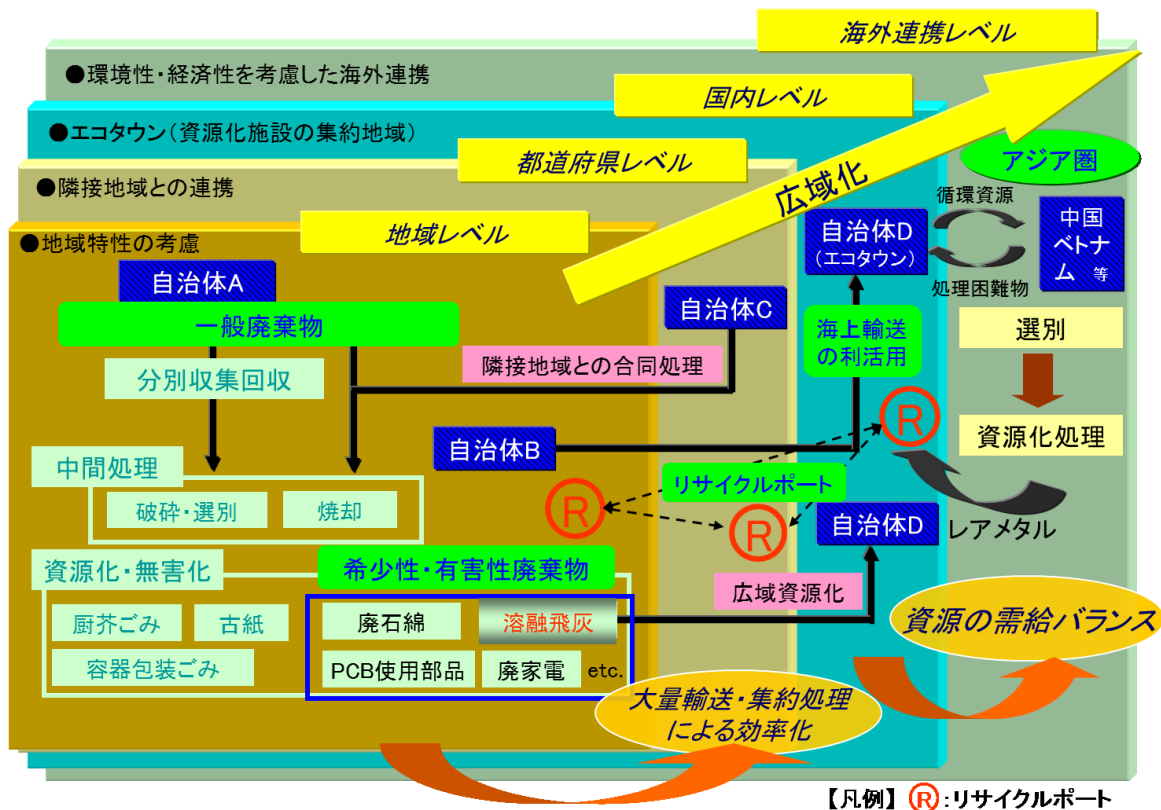 海外連携レベル
●環境性・経済性を考慮した海外連携
国内レベル
●エコタウン（資源化施設の集約地域）
都道府県レベル
●隣接地域との連携
地域レベル
●地域特性の考慮
広域化
アジア圏
循環資源
中国
ベトナ
ム 等
処理困難物
自治体D
（エコタウン）
自治体A
一般廃棄物
自治体C
海上輸送
の利活用
選別
分別収集回収
隣接地域との合同処理
資源化処理
R
自治体B
中間処理
リサイクルポート
破砕・選別
焼却
R
R
自治体D
レアメタル
資源化・無害化
希少性・有害性廃棄物
広域資源化
厨芥ごみ
古紙
廃石綿
溶融飛灰
資源の需給バランス
容器包装ごみ
PCB使用部品
廃家電
etc.
大量輸送・集約処理
による効率化
【凡例】 R：リサイクルポート